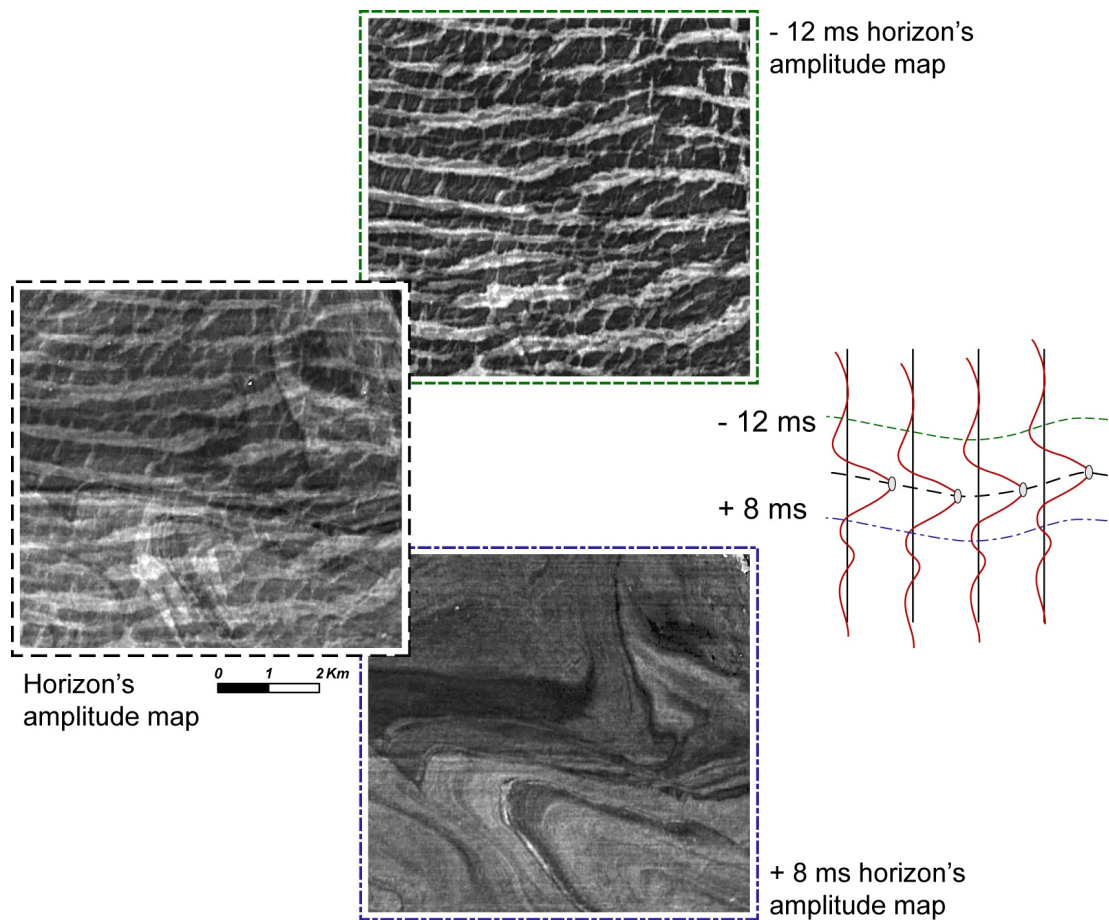 - 12 ms horizon's
amplitude map
- 12 ms
+ 8 ms
Horizon's
amplitude map
0 1 2 Km
+ 8 ms horizon's
amplitude map